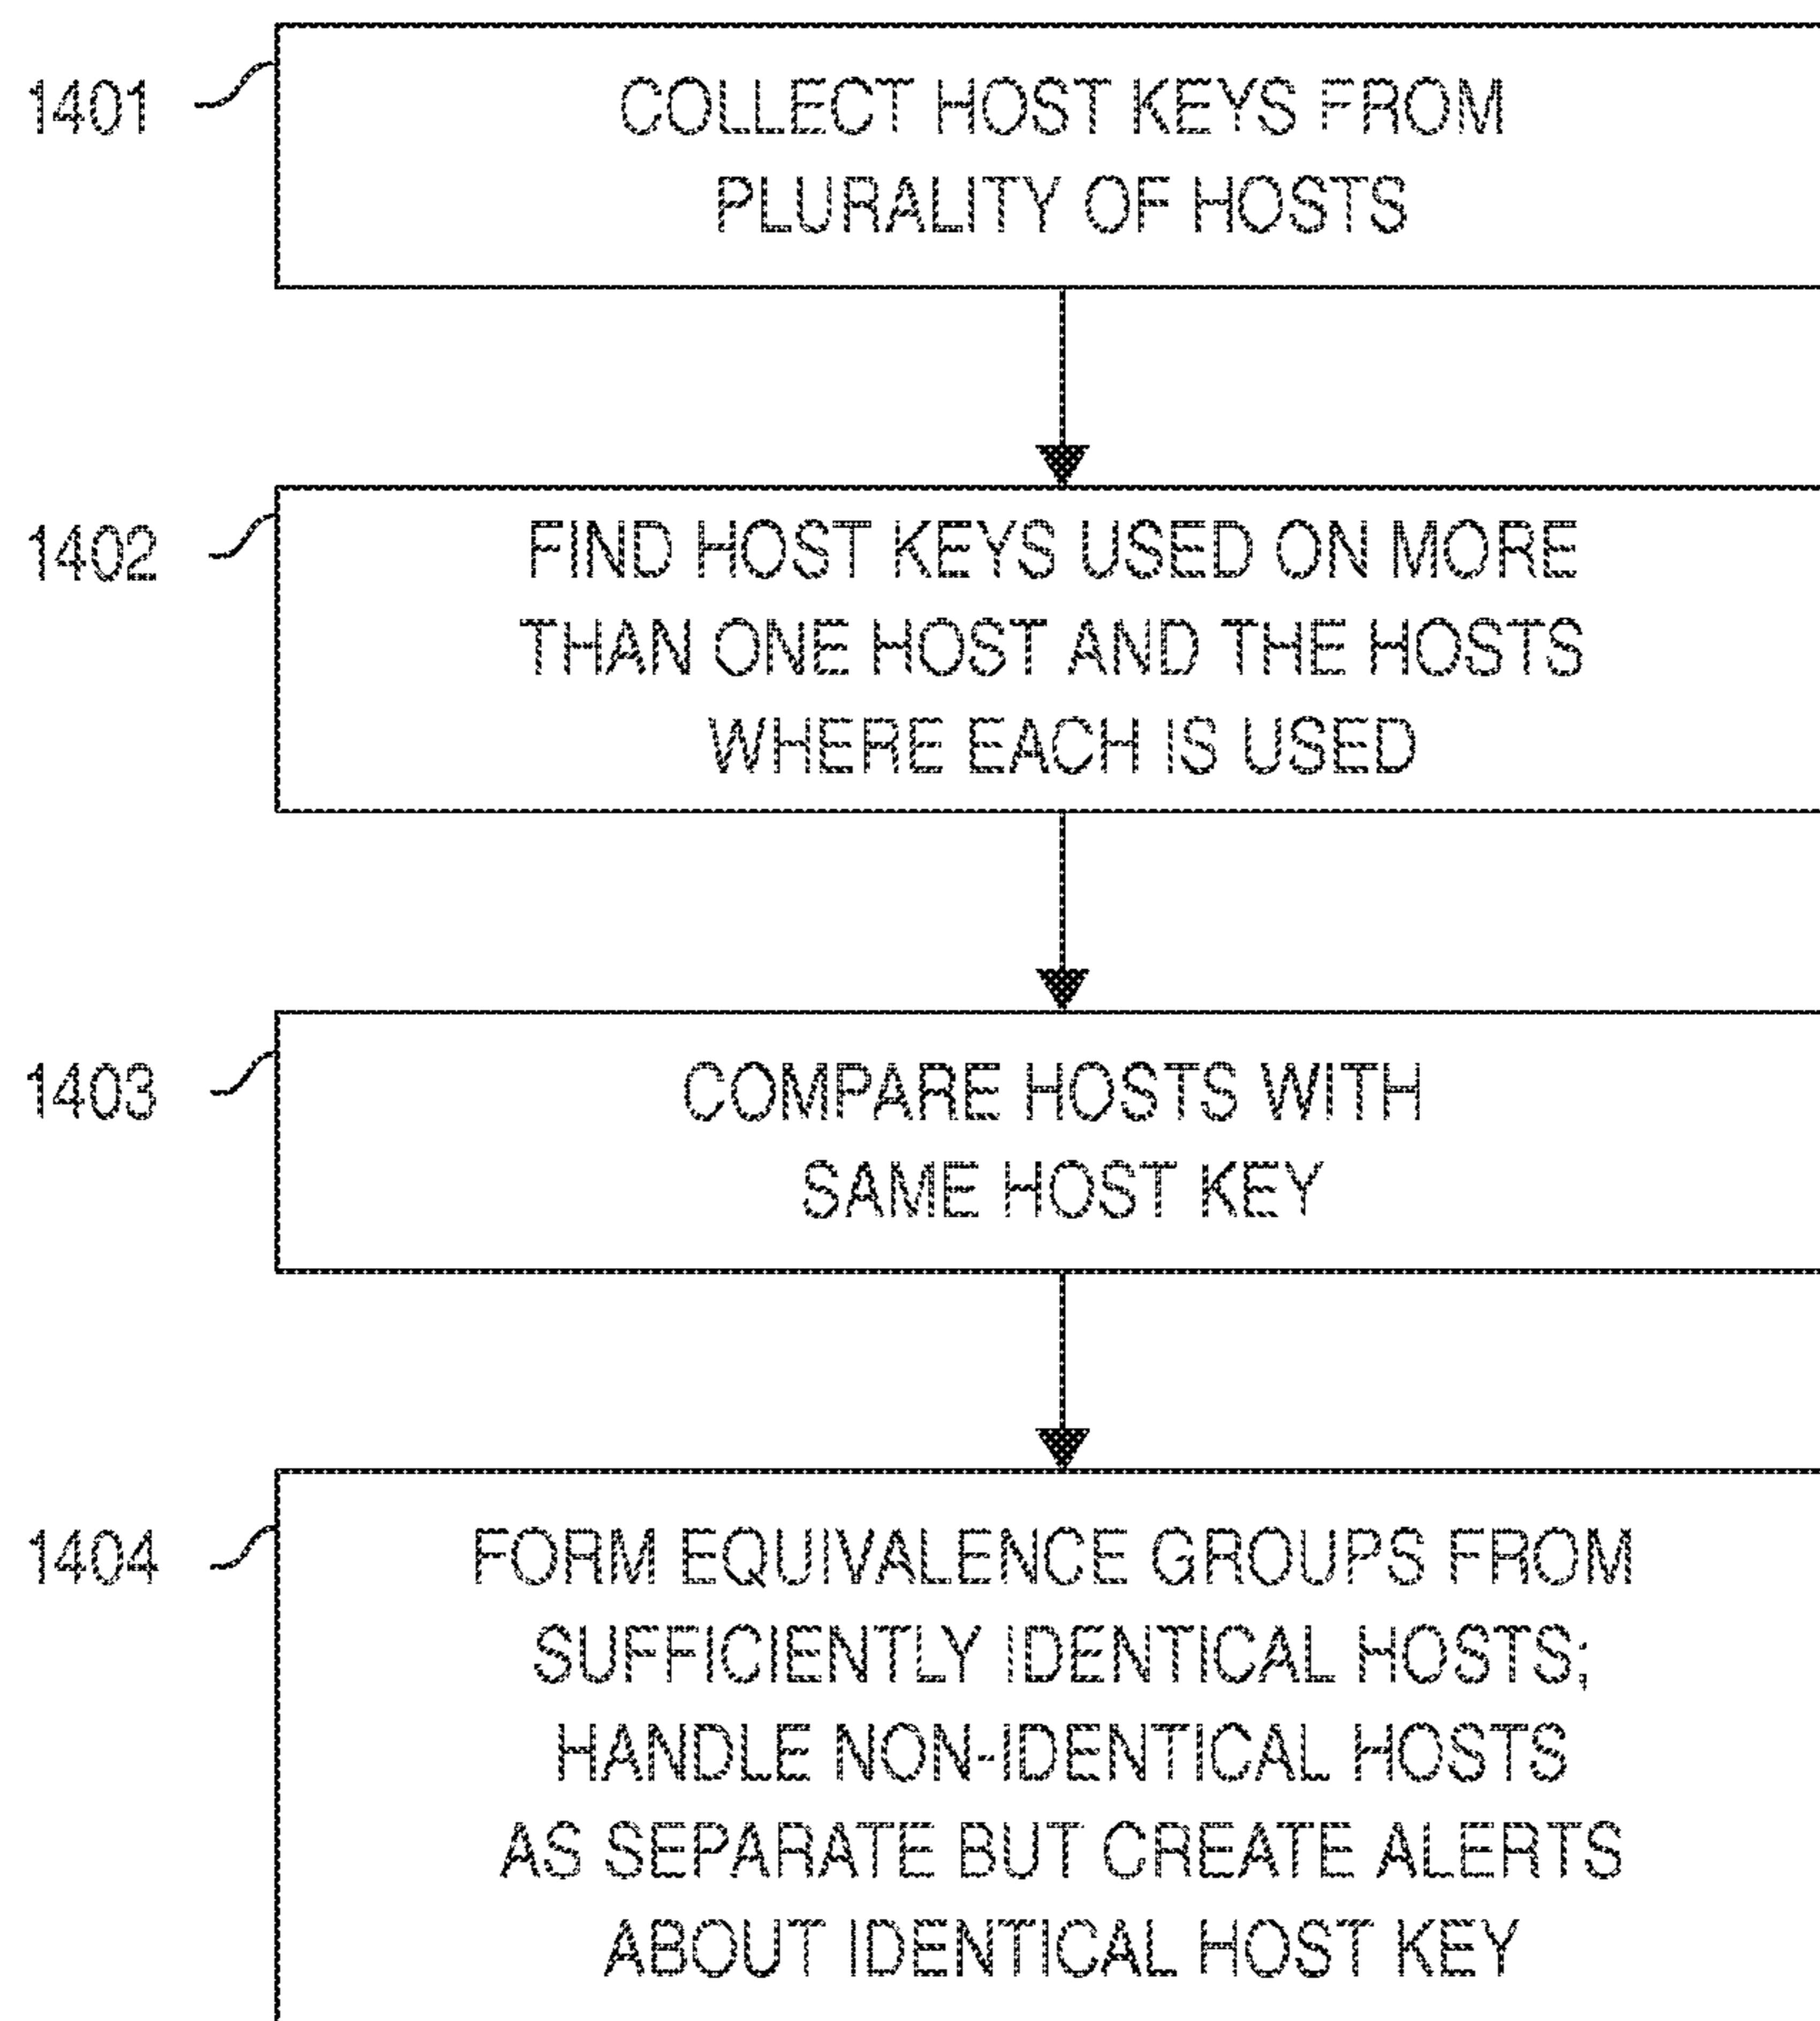 1401
COLLECT HOST KEYS FROM
PLURALITY OF HOSTS
1402
FIND HOST KEYS USED ON MORE
THAN ONE HOST AND THE HOSTS
WHERE EACH IS USED
1403
COMPARE HOSTS WITH
SAME HOST KEY
1404
FORM EQUIVALENCE GROUPS FROM
SUFFICIENTLY IDENTICAL HOSTS;
HANDLE NON-IDENTICAL HOSTS
AS SEPARATE BUT CREATE ALERTS
ABOUT IDENTICAL HOST KEY